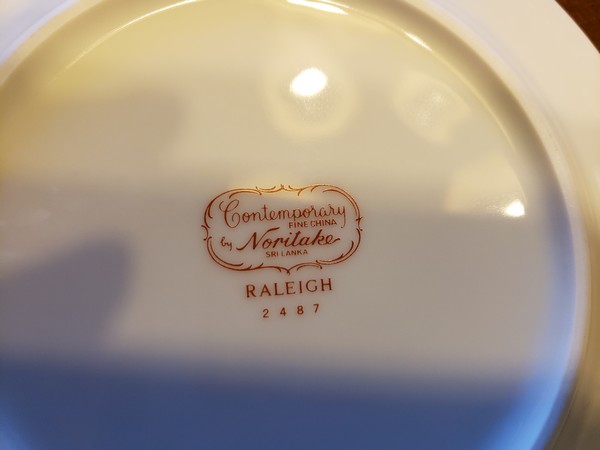 Contemporary
FINE CHINA
by Noritake
SRI LANKA
RALEIGH
2487